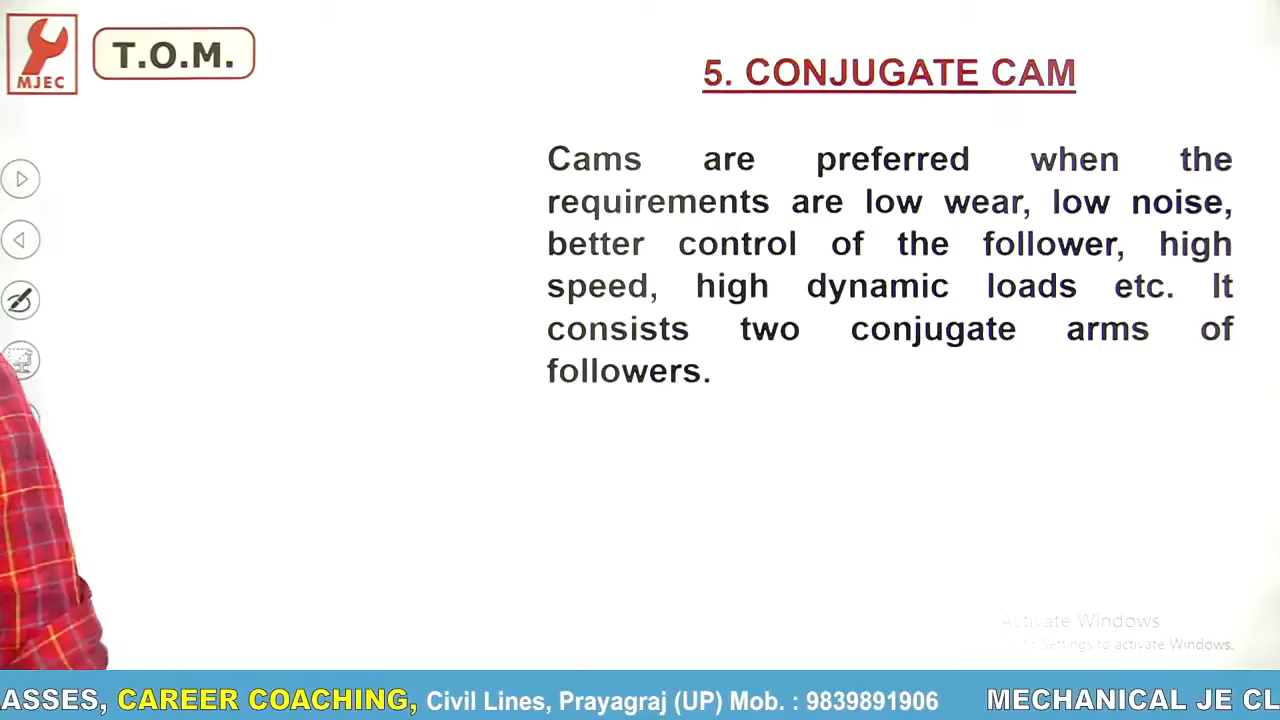 MJEC
T.O.M.
5. CONJUGATE CAM
Cams are preferred when the
requirements are low wear, low noise,
better control of the follower, high
speed, high dynamic loads etc. It
consists two conjugate arms of
followers.
Activate Windows
Settings to activate Windows.
ASSES, CAREER COACHING, Civil Lines, Prayagraj (UP) Mob. : 9839891906 MECHANICAL JE CL